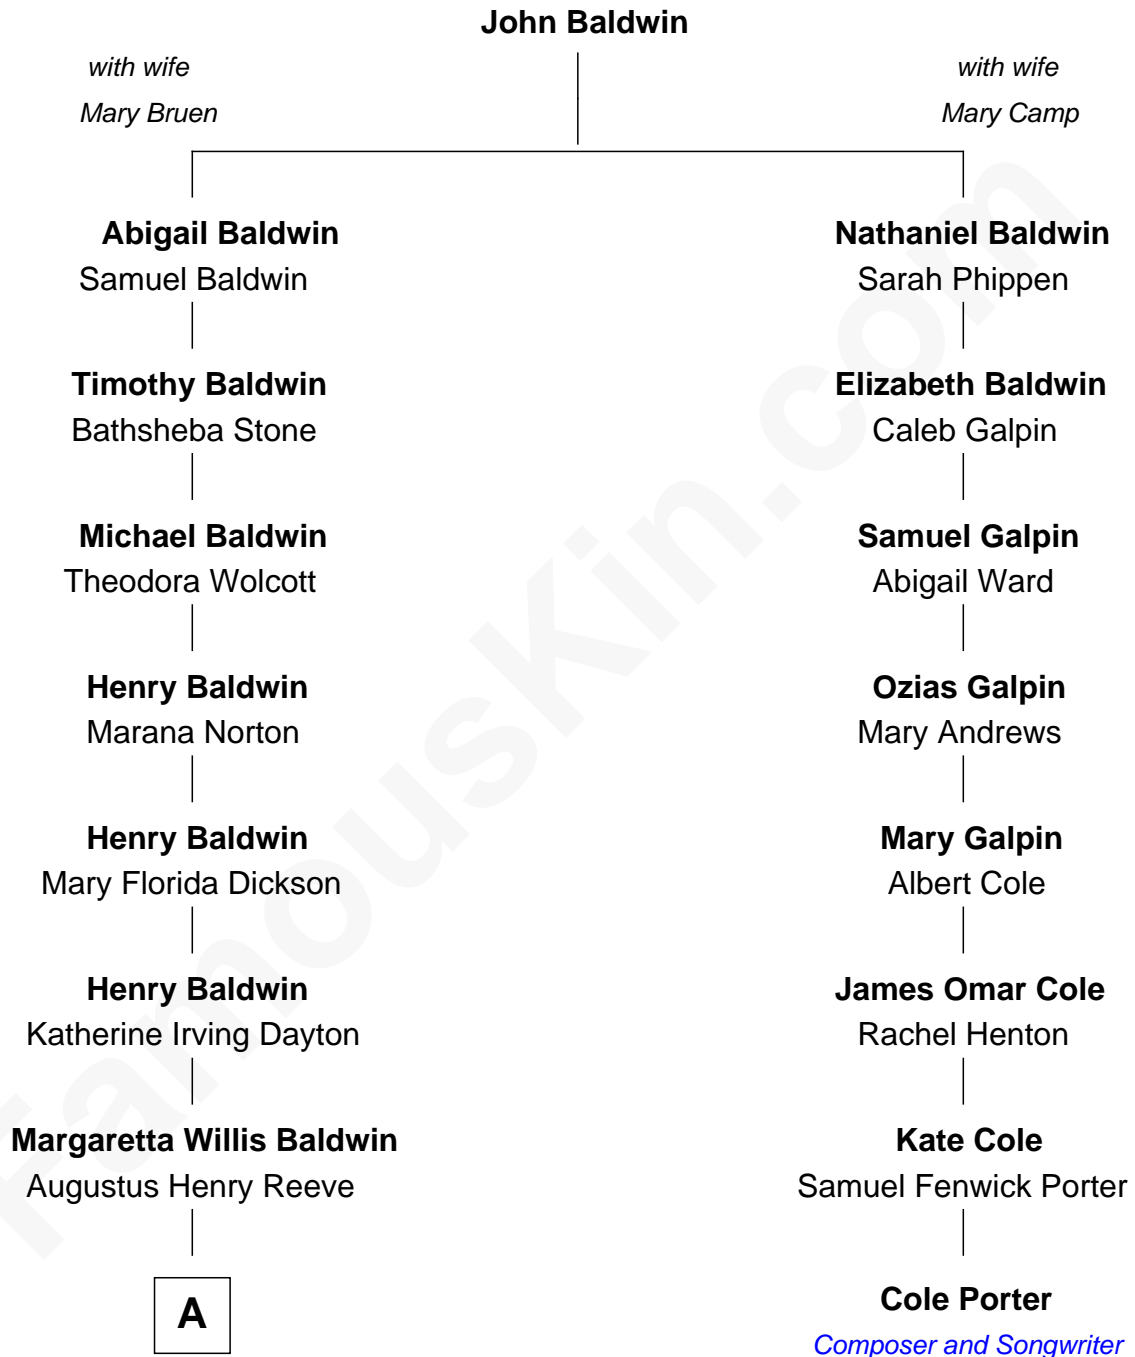 John Baldwin
with wife
Mary Bruen
with wife
Mary Camp
Abigail Baldwin
Samuel Baldwin
Nathaniel Baldwin
Sarah Phippen
Timothy Baldwin
Bathsheba Stone
Elizabeth Baldwin
Caleb Galpin
Michael Baldwin
Theodora Wolcott
Samuel Galpin
Abigail Ward
Henry Baldwin
Marana Norton
Ozias Galpin
Mary Andrews
Henry Baldwin
Mary Florida Dickson
Mary Galpin
Albert Cole
Henry Baldwin
Katherine Irving Dayton
James Omar Cole
Rachel Henton
Margaretta Willis Baldwin
Augustus Henry Reeve
Kate Cole
Samuel Fenwick Porter
A
Cole Porter
Composer and Songwriter
FamousKin.com